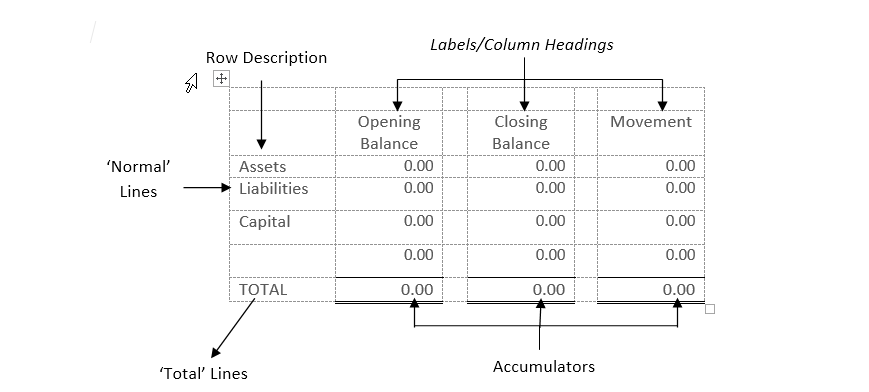 Labels/Column Headings
Row Description
Opening Closing Movement
Balance Balance
‘Normal’ Assets 0.00 0.00 0.00
Lines Liabilities 0.00 0.00 0.00
Capital 0.00 0.00 0.00
0.00 0.00 0.00
TOTAL 0.00 0.00 0.00
‘Total’ Lines Accumulators